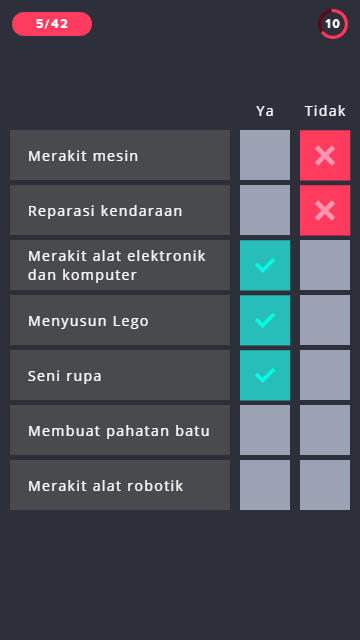 5/42
10
Ya Tidak
Merakit mesin
Reparasi kendaraan
Merakit alat elektronik
dan komputer
Menyusun Lego
Seni rupa
Membuat pahatan batu
Merakit alat robotik